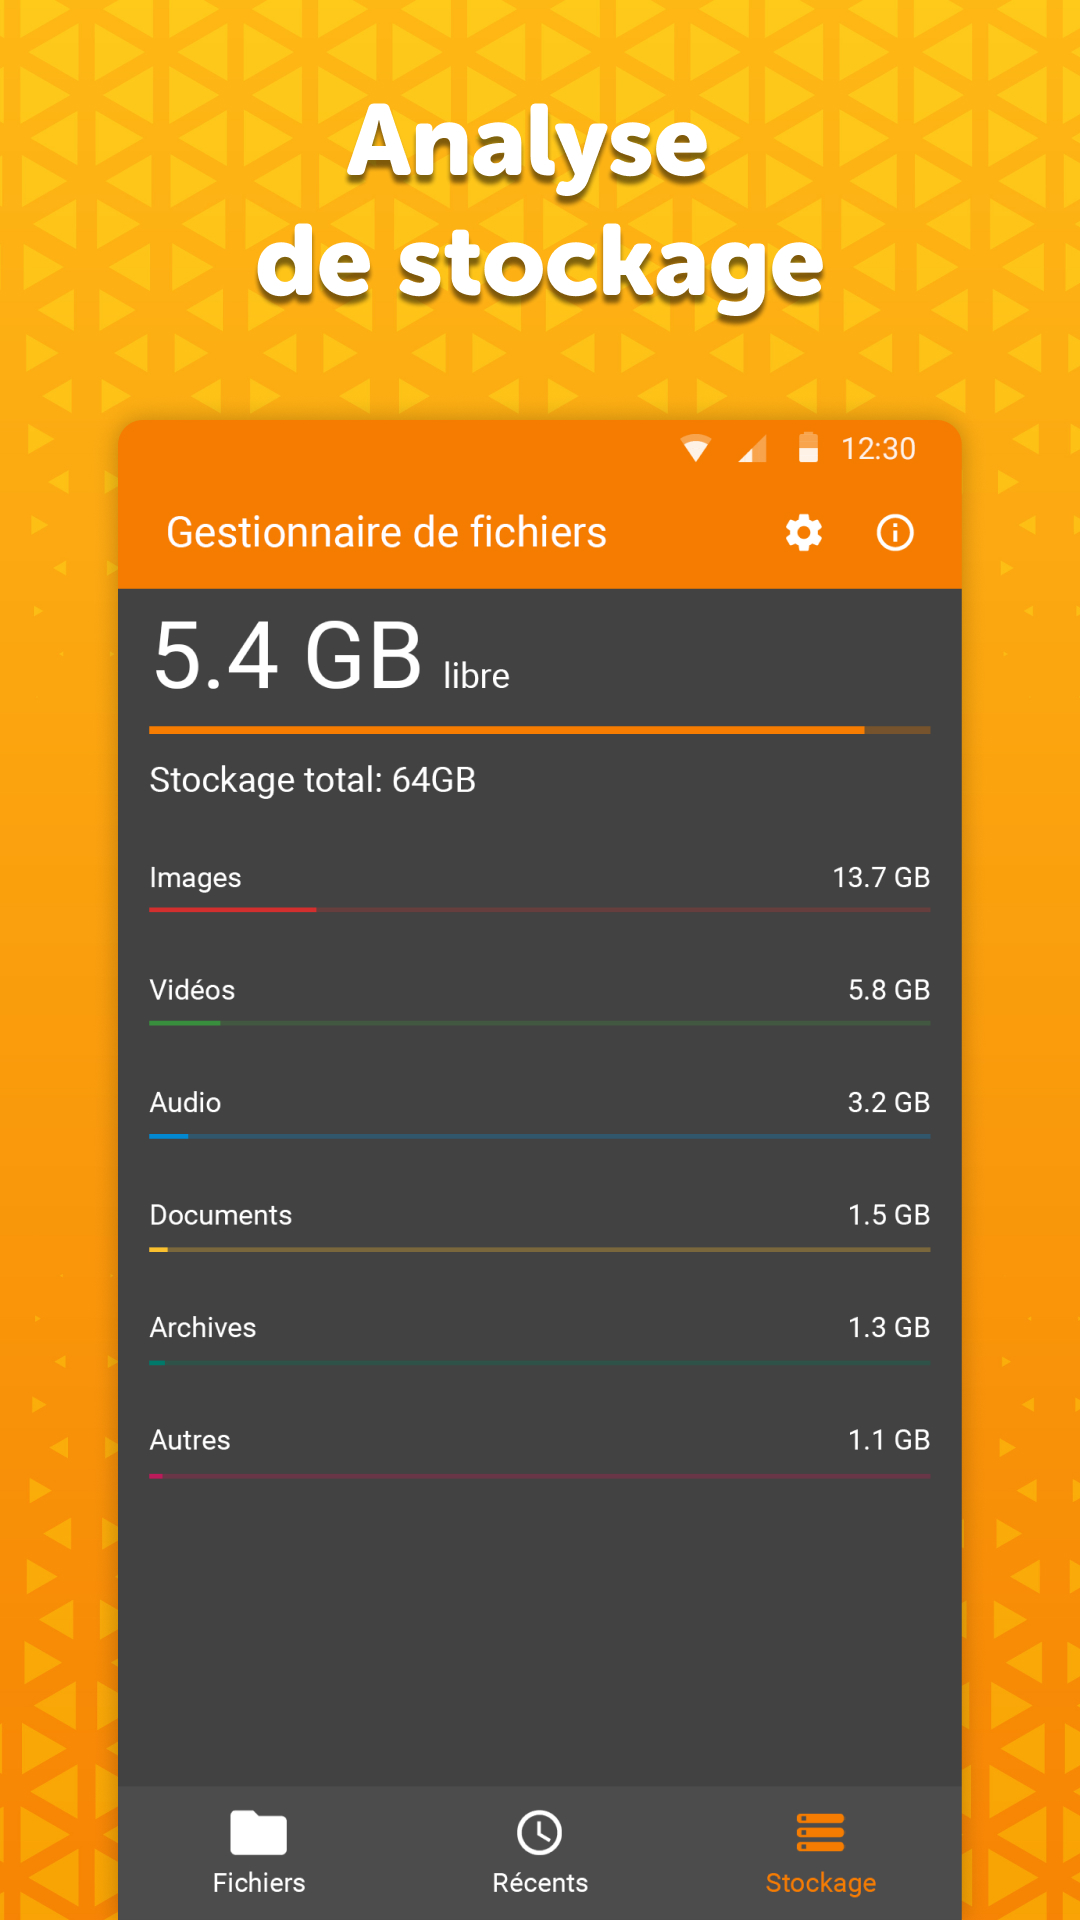 Analyse
de stockage
12:30
Gestionnaire de fichiers
5.4 GB libre
Stockage total: 64GB
Images 13.7 GB
Vidéos 5.8 GB
Audio 3.2 GB
Documents 1.5 GB
Archives 1.3 GB
Autres 1.1 GB
Fichiers Récents Stockage